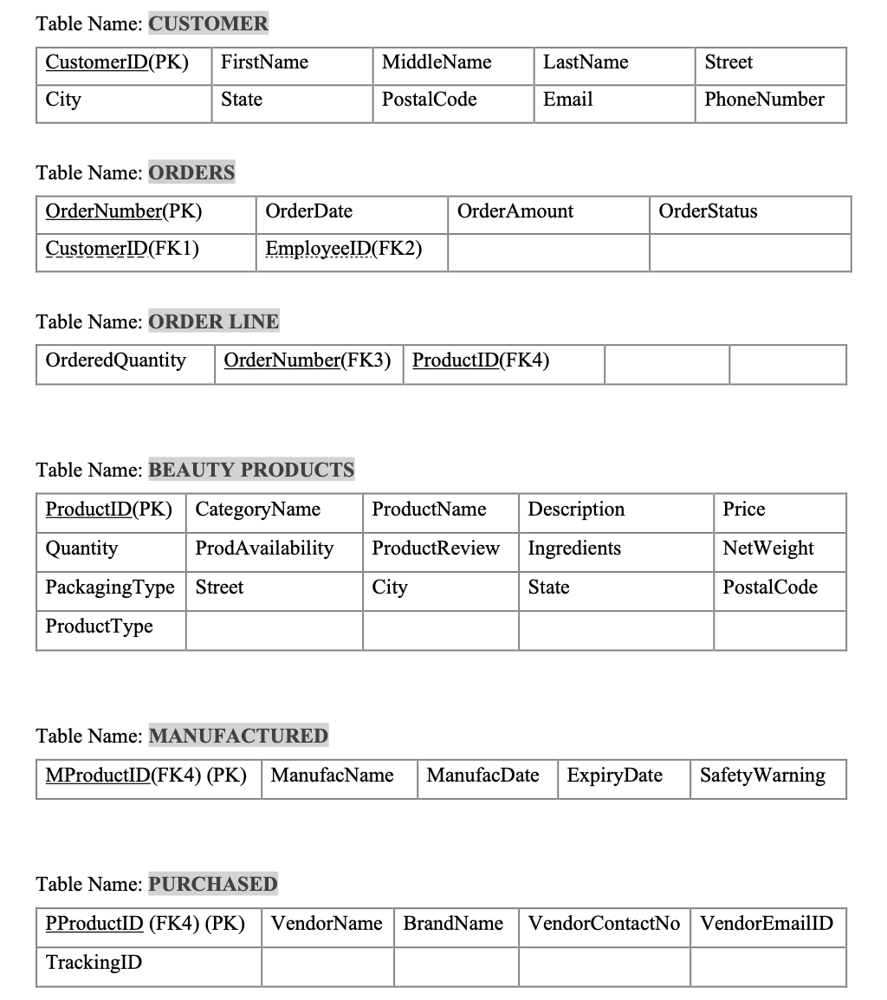 Table Name: CUSTOMER
CustomerID(PK) FirstName MiddleName LastName Street
City State PostalCode Email PhoneNumber
Table Name: ORDERS
OrderNumber(PK) OrderDate OrderAmount OrderStatus
CustomerID(FK1) EmployeeID(FK2)
Table Name: ORDER LINE
OrderedQuantity OrderNumber(FK3) ProductID(FK4)
Table Name: BEAUTY PRODUCTS
ProductID(PK) CategoryName ProductName Description Price
Quantity ProdAvailability ProductReview Ingredients NetWeight
PackagingType Street City State PostalCode
ProductType
Table Name: MANUFACTURED
MProductID(FK4) (PK) ManufacName ManufacDate ExpiryDate SafetyWarning
Table Name: PURCHASED
PProductID (FK4) (PK) VendorName BrandName VendorContactNo VendorEmailID
TrackingID